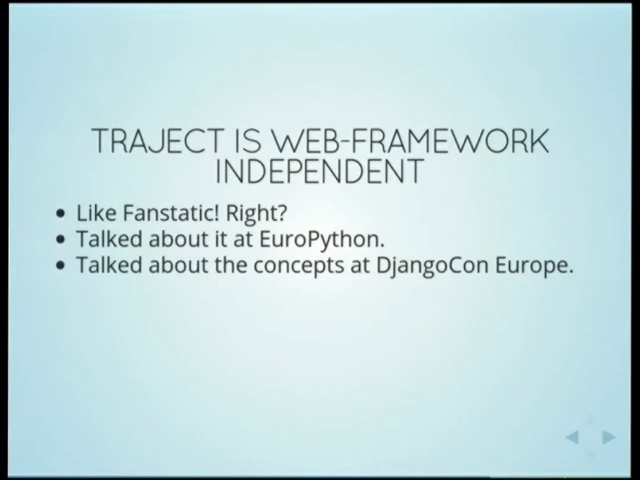 TRAJECT IS WEB-FRAMEWORK
INDEPENDENT
• Like Fanstatic! Right?
• Talked about it at EuroPython.
• Talked about the concepts at DjangoCon Europe.